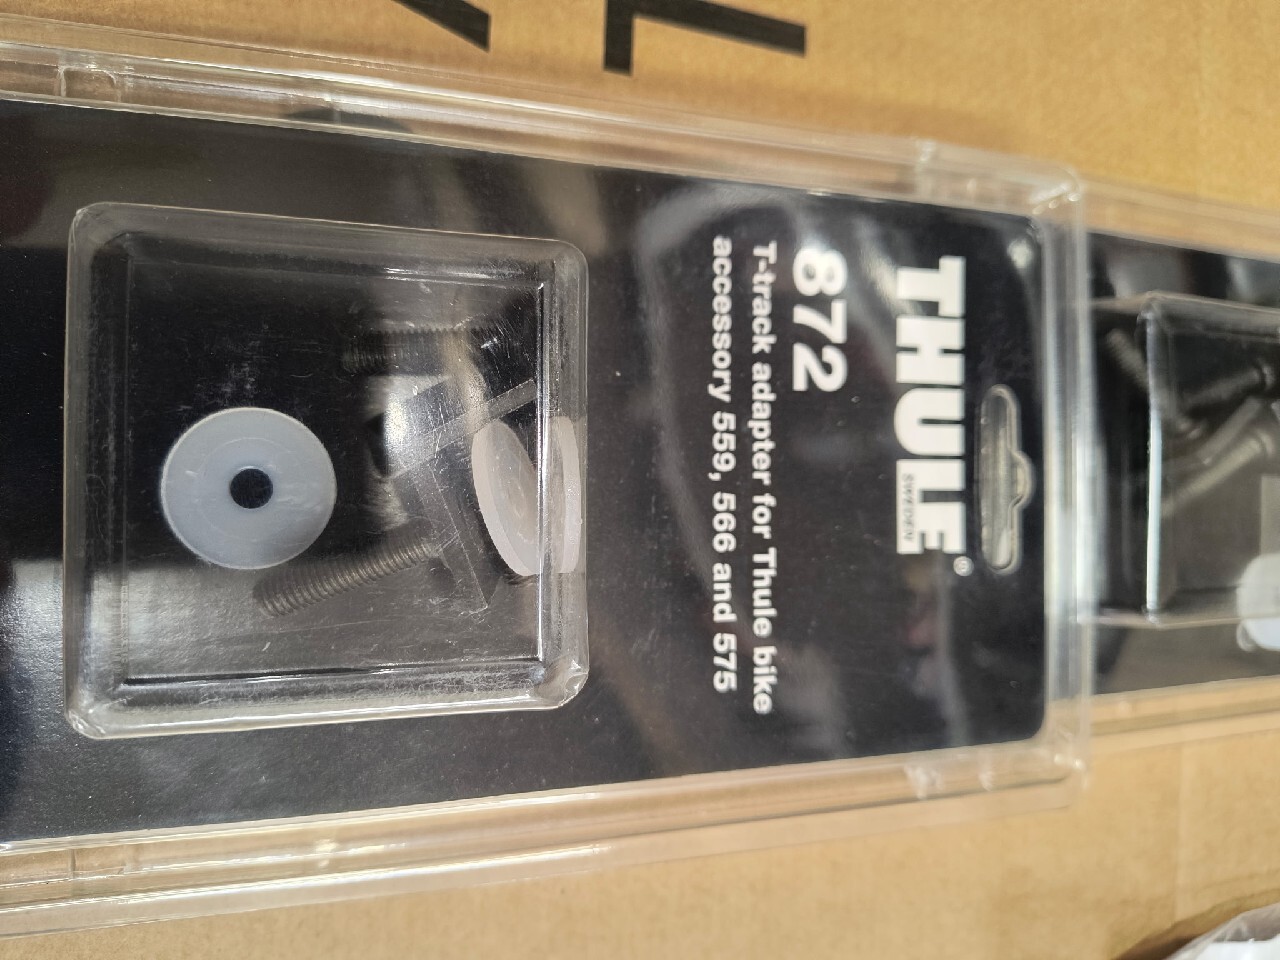 THULE®
SWEDEN
872
T-track adapter for Thule bike
accessory 559, 566 and 575